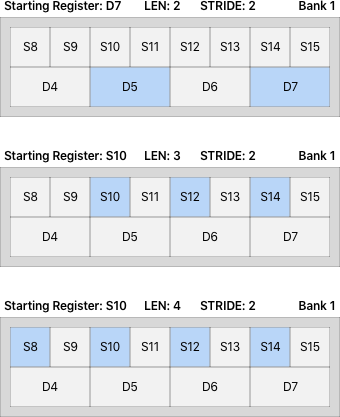 Starting Register: D7 LEN: 2 STRIDE: 2 Bank 1
S8 S9 S10 S11 S12 S13 S14 S15
D4 D5 D6 D7
Starting Register: S10 LEN: 3 STRIDE: 2 Bank 1
S8 S9 S10 S11 S12 S13 S14 S15
D4 D5 D6 D7
Starting Register: S10 LEN: 4 STRIDE: 2 Bank 1
S8 S9 S10 S11 S12 S13 S14 S15
D4 D5 D6 D7